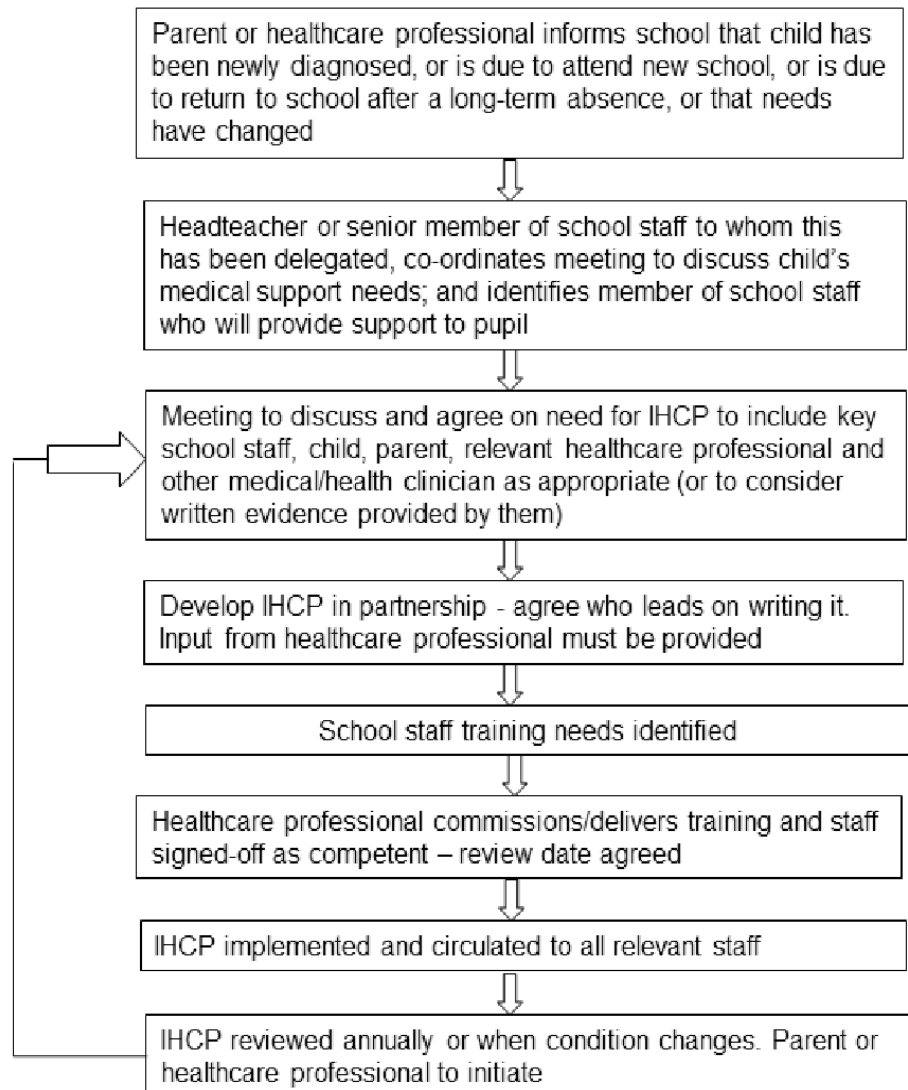 Parent or healthcare professional informs school that child has
been newly diagnosed, or is due to attend new school, or is due
to return to school after a long-term absence, or that needs
have changed
Headteacher or senior member of school staff to whom this
has been delegated, co-ordinates meeting to discuss child's
medical support needs; and identifies member of school staff
who will provide support to pupil
Meeting to discuss and agree on need for IHCP to include key
school staff, child, parent, relevant healthcare professional and
other medical/health clinician as appropriate (or to consider
written evidence provided by them)
Develop IHCP in partnership - agree who leads on writing it.
Input from healthcare professional must be provided
School staff training needs identified
Healthcare professional commissions/delivers training and staff
signed-off as competent – review date agreed
IHCP implemented and circulated to all relevant staff
IHCP reviewed annually or when condition changes. Parent or
healthcare professional to initiate